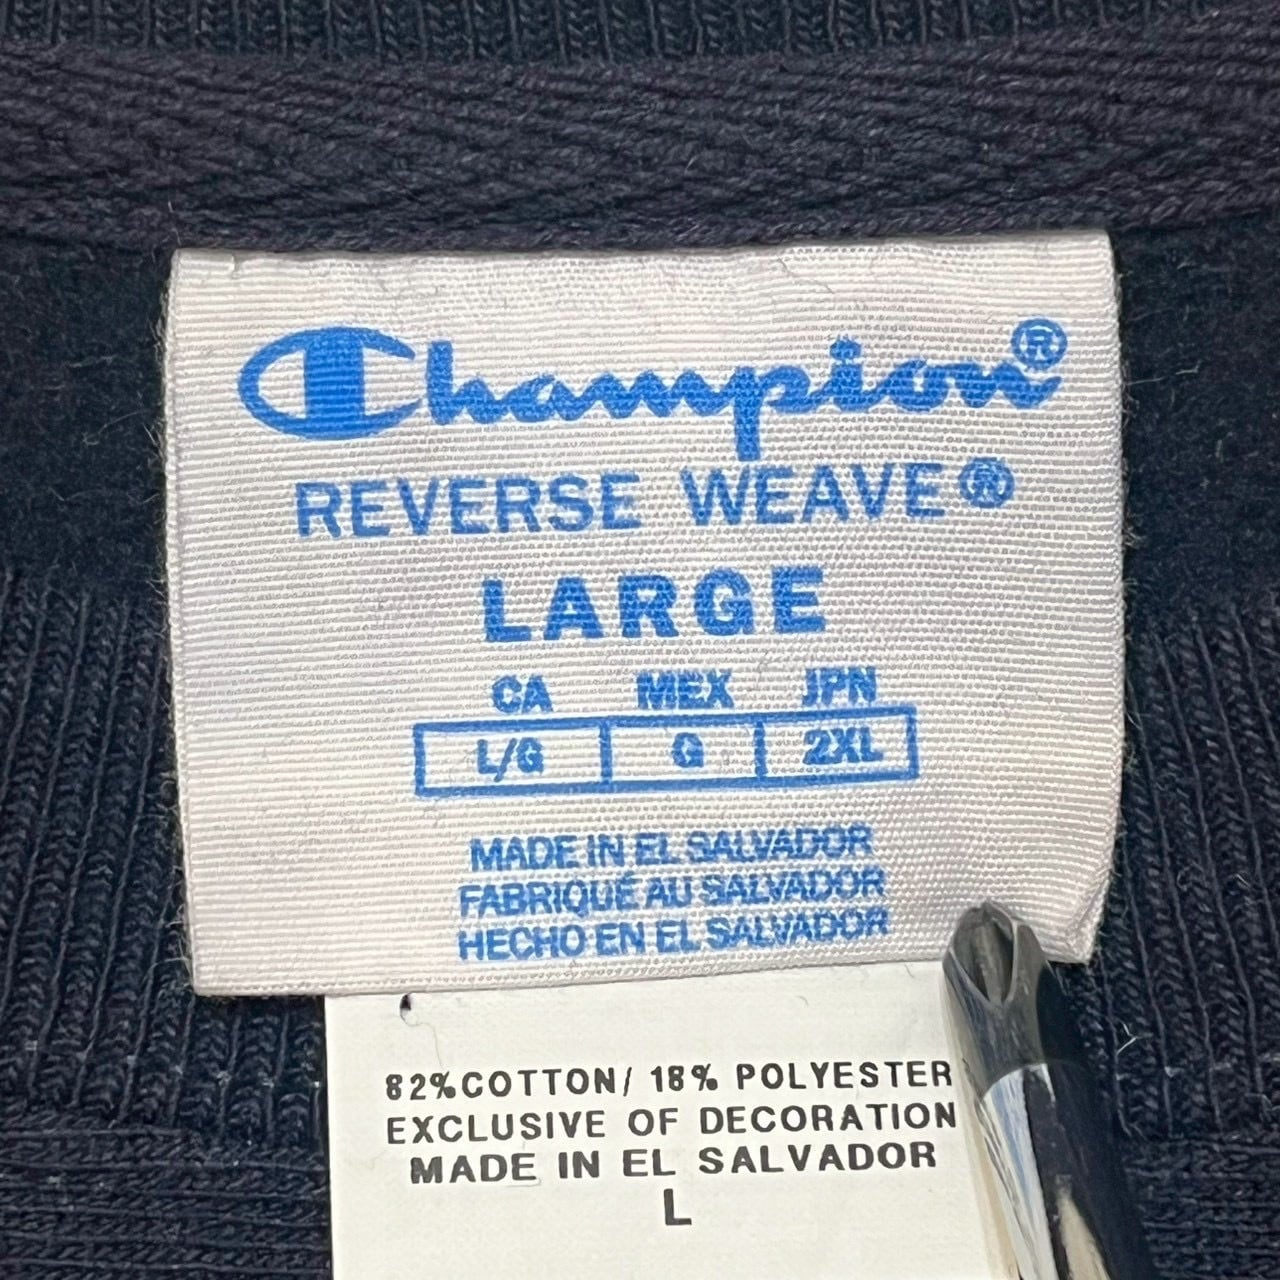 Champion®
REVERSE WEAVE®
LARGE
CA MEX JPN
L/G G 2XL
MADE IN EL SALVADOR
FABRIQUÉ AU SALVADOR
HECHO EN EL SALVADOR
82%COTTON/ 18% POLYESTER
EXCLUSIVE OF DECORATION
MADE IN EL SALVADOR
L